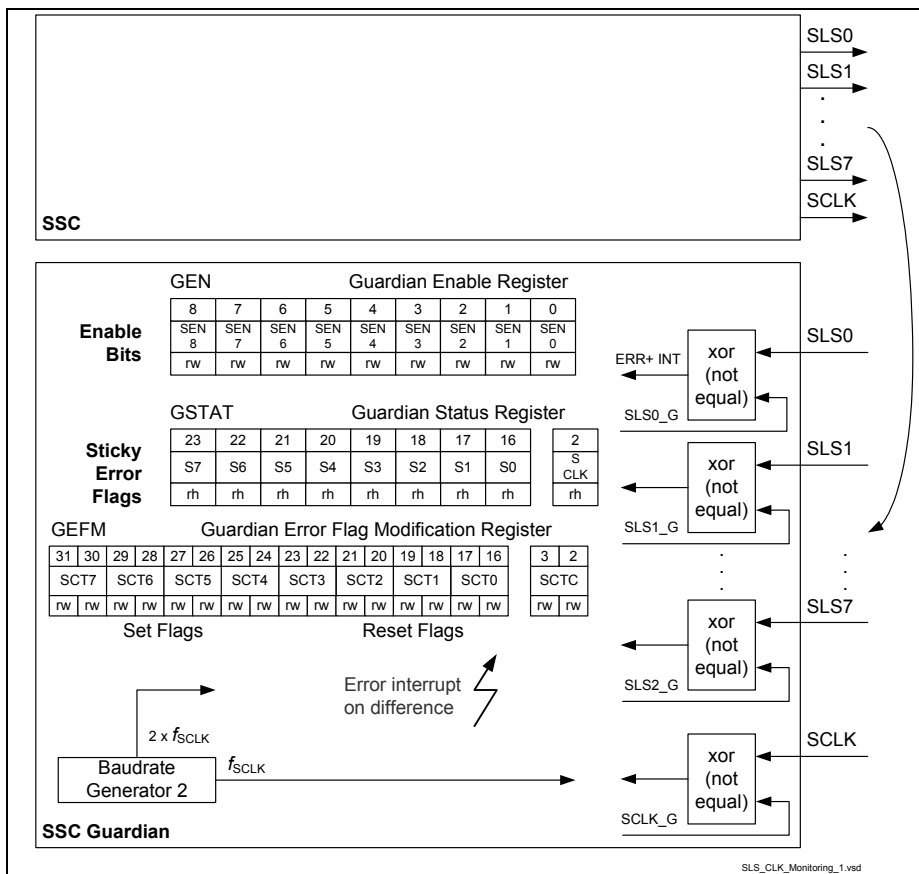 SLS0
SLS1
.
.
.
SLS7
SCLK
SSC
GEN Guardian Enable Register
Enable
Bits
8 7 6 5 4 3 2 1 0
SEN SEN SEN SEN SEN SEN SEN SEN SEN
8 7 6 5 4 3 2 1 0
rw rw rw rw rw rw rw rw rw
GSTAT Guardian Status Register
Sticky
Error
Flags
23 22 21 20 19 18 17 16 2
S7 S6 S5 S4 S3 S2 S1 S0 S
CLK
rh rh rh rh rh rh rh rh rh
GEFM Guardian Error Flag Modification Register
31 30 29 28 27 26 25 24 23 22 21 20 19 18 17 16 3 2
SCT7 SCT6 SCT5 SCT4 SCT3 SCT2 SCT1 SCT0 SCTC
rw rw rw rw rw rw rw rw rw rw rw rw rw rw rw rw rw rw
Set Flags Reset Flags
Error interrupt
on difference
2 x fSCLK
Baudrate
Generator 2
fSCLK
SSC Guardian
SLS0
xor
(not
equal)
ERR+ INT
SLS0_G
SLS1
xor
(not
equal)
SLS1_G
. .
. .
. .
SLS7
xor
(not
equal)
SLS2_G
SCLK
xor
(not
equal)
SCLK_G
SLS_CLK_Monitoring_1.vsd